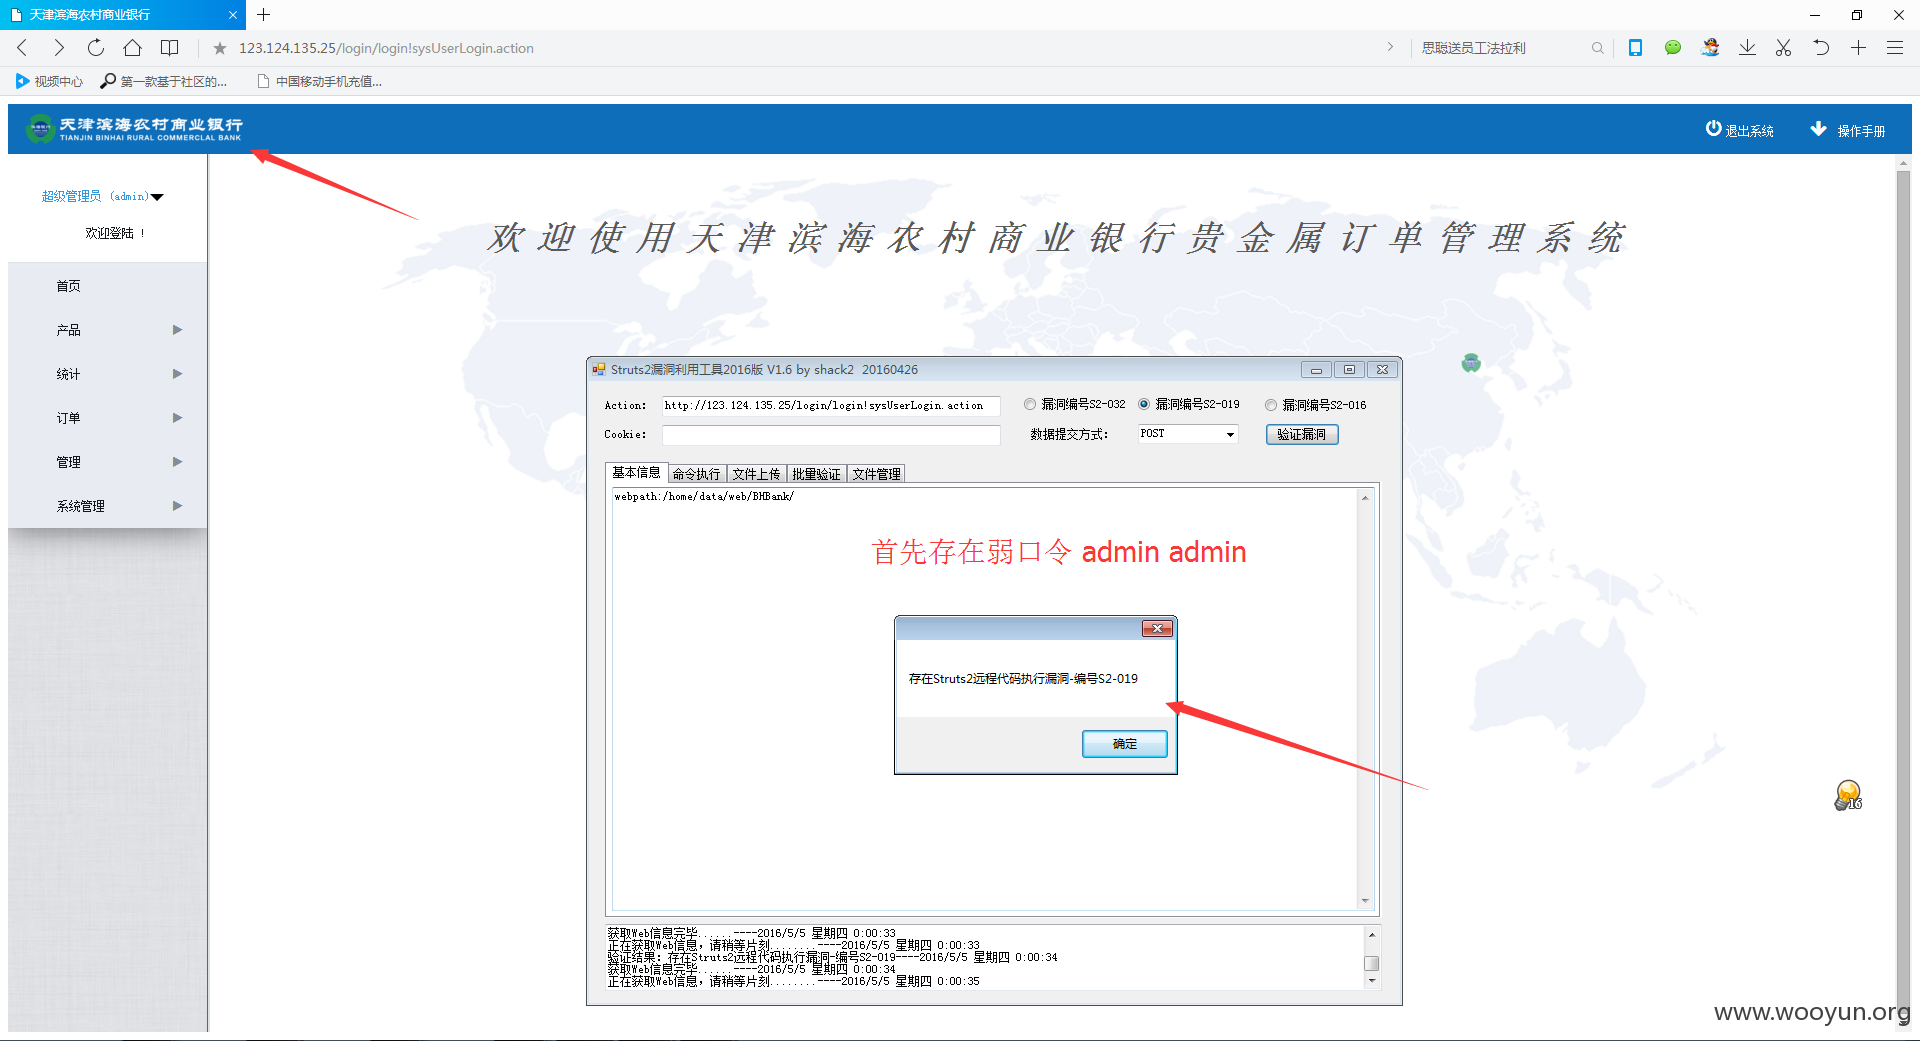 天津滨海农村商业银行
123.124.135.25/login/login!sysUserLogin.action
思聪送员工法拉利
视频中心
第一款基于社区的...
中国移动手机充值...
天津滨海农村商业银行
TIANJIN BINHAI RURAL COMMERCLAL BANK
退出系统
操作手册
超级管理员 (admin)
欢迎登陆 !
首页
产品
统计
订单
管理
系统管理
欢迎使用天津滨海农村商业银行贵金属订单管理系统
Struts2漏洞利用工具2016版 V1.6 by shack2 20160426
Action: http://123.124.135.25/login/login!sysUserLogin.action
漏洞编号S2-032 漏洞编号S2-019 漏洞编号S2-016
Cookie:
数据提交方式: POST 验证漏洞
基本信息 命令执行 文件上传 批量验证 文件管理
webpath:/home/data/web/BHBank/
首先存在弱口令 admin admin
存在Struts2远程代码执行漏洞-编号S2-019
确定
获取Web信息完毕......----2016/5/5 星期四 0:00:33
正在获取Web信息，请稍等片刻........----2016/5/5 星期四 0:00:33
验证结果：存在Struts2远程代码执行漏洞-编号S2-019----2016/5/5 星期四 0:00:34
获取Web信息完毕......----2016/5/5 星期四 0:00:34
正在获取Web信息，请稍等片刻........----2016/5/5 星期四 0:00:35
16
www.wooyun.org